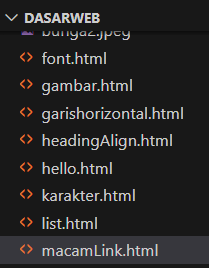 DASARWEB
bunga2.jpeg
font.html
gambar.html
garishorizontal.html
headingAlign.html
hello.html
karakter.html
list.html
macamLink.html